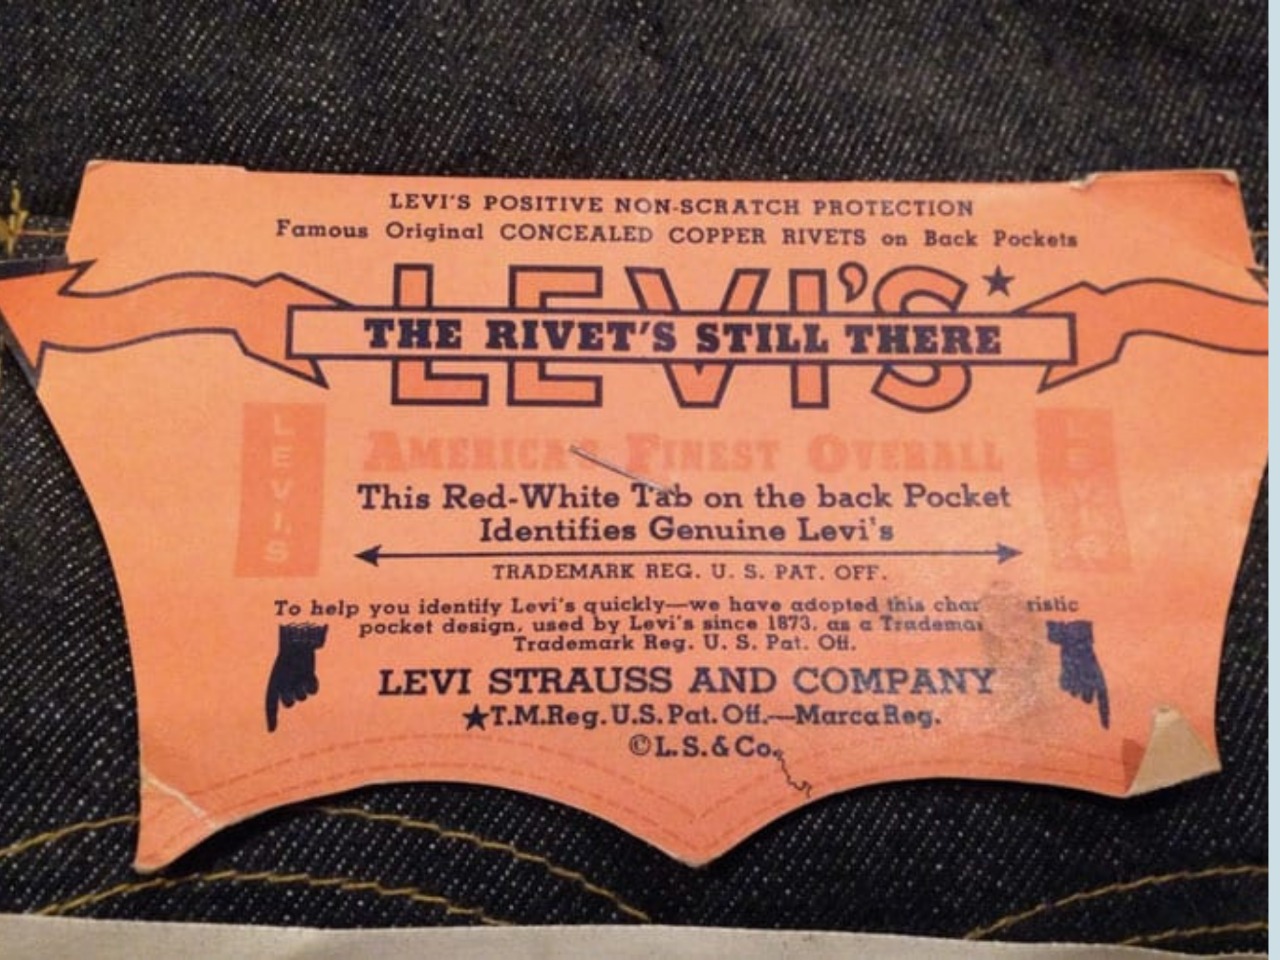 LEVI'S POSITIVE NON-SCRATCH PROTECTION
Famous Original CONCEALED COPPER RIVETS on Back Pockets
LEVI'S★
THE RIVET'S STILL THERE
LEVI'S
AMERICA'S FINEST OVERALL
LEVI'S
This Red-White Tab on the back Pocket
Identifies Genuine Levi's
TRADEMARK REG. U. S. PAT. OFF.
To help you identify Levi's quickly—we have adopted this
pocket design, used by Levi's since 1873, as a
Trademark Reg. U. S. Pat. Off.
LEVI STRAUSS AND COMPANY
★T.M.Reg. U.S. Pat. Off.—Marca Reg.
©L.S.& Co.